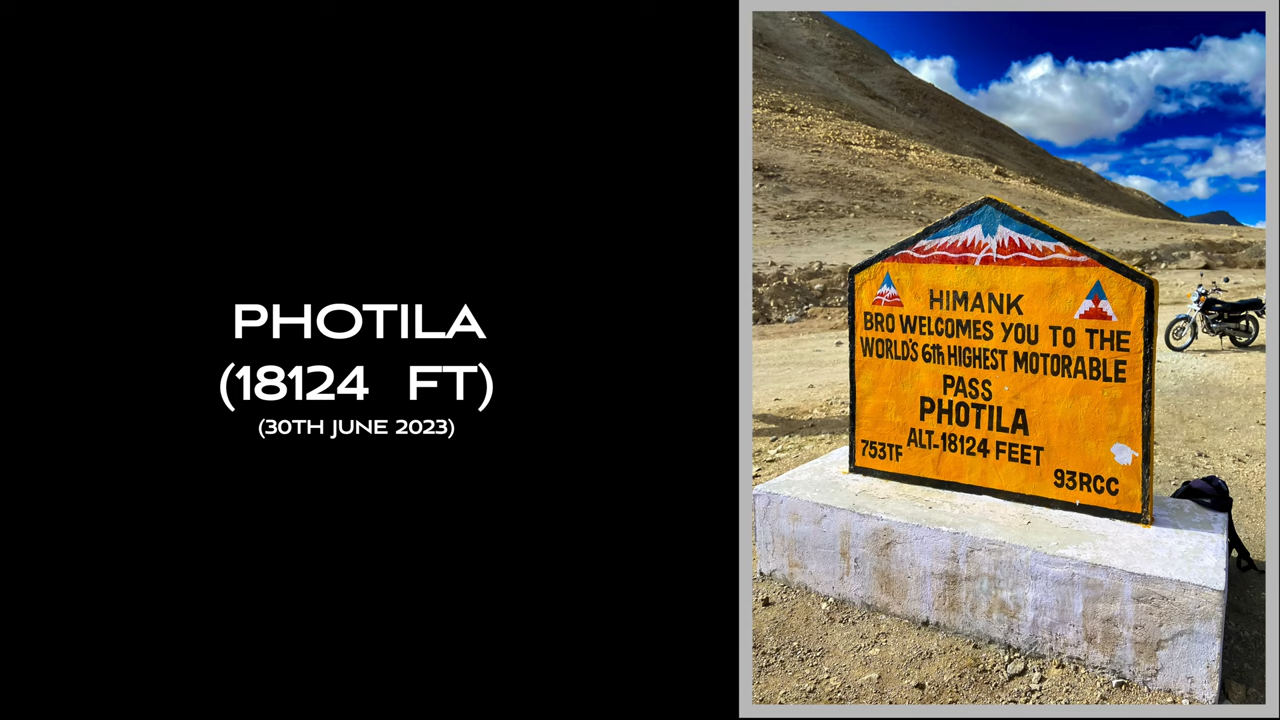 PHOTILA
(18124 FT)
(30TH JUNE 2023)
HIMANK
BRO WELCOMES YOU TO THE
WORLD'S 6th HIGHEST MOTORABLE
PASS
PHOTILA
ALT-18124 FEET
753TF
93RCC